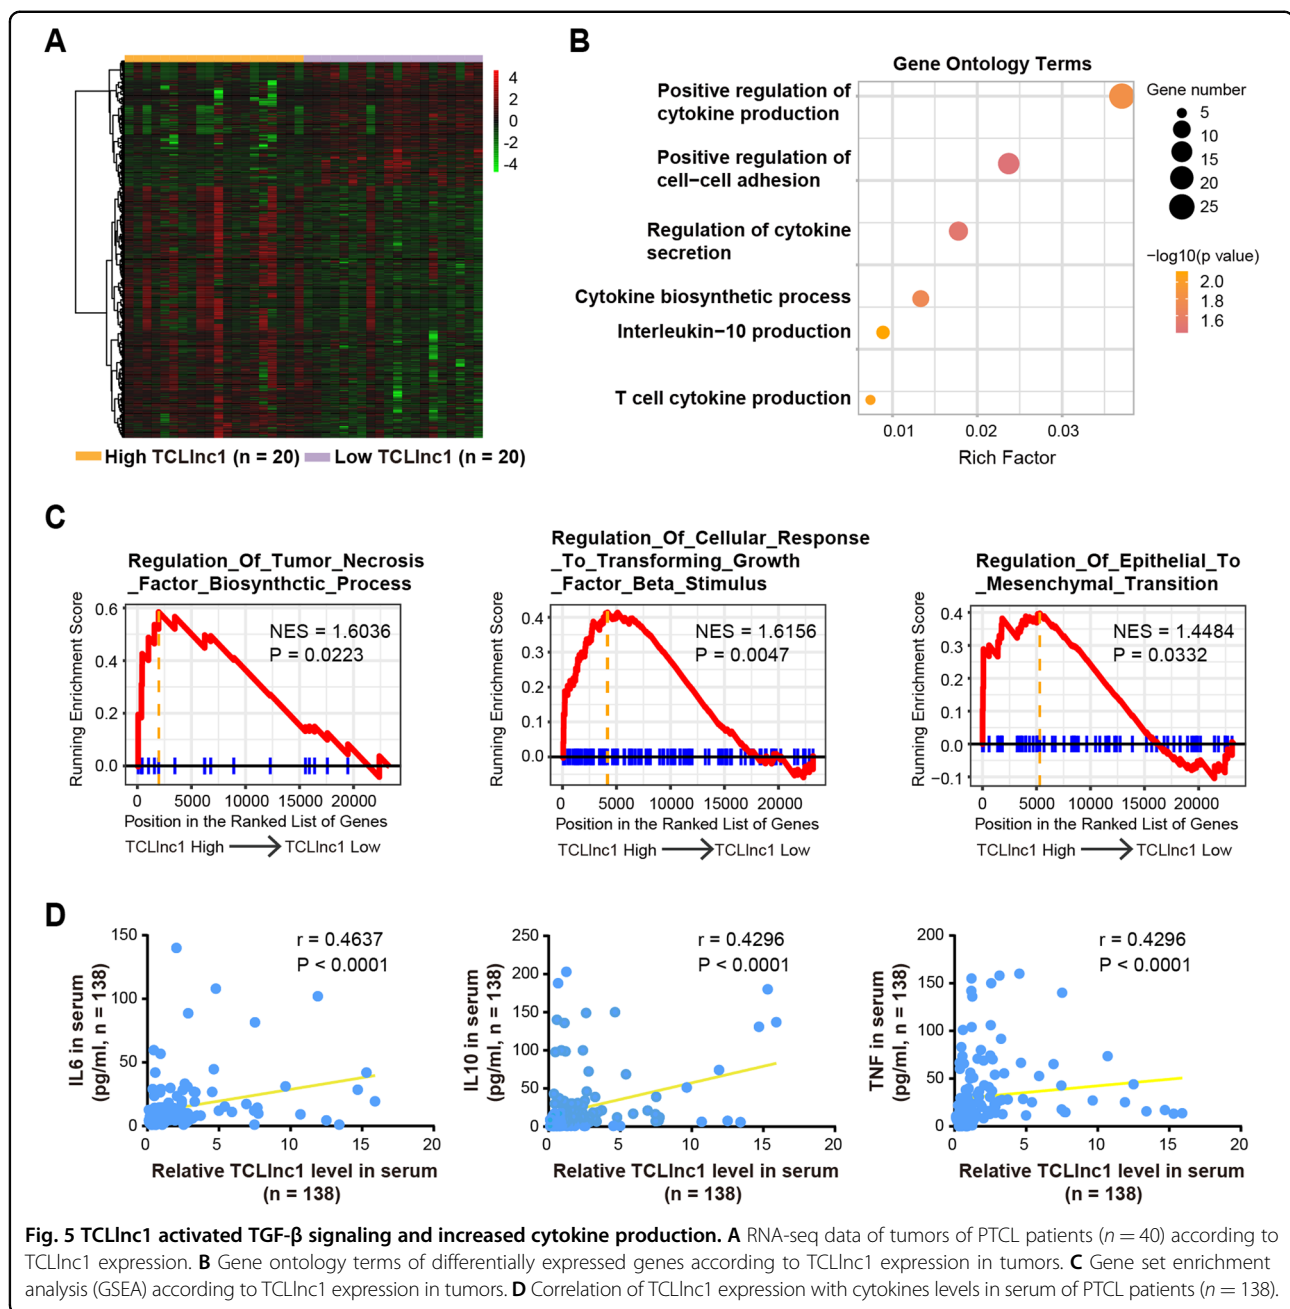 A
4
2
0
-2
-4
High TCLlnc1 (n = 20)
Low TCLlnc1 (n = 20)
B
Gene Ontology Terms
Positive regulation of
cytokine production
Positive regulation of
cell−cell adhesion
Regulation of cytokine
secretion
Cytokine biosynthetic process
Interleukin−10 production
T cell cytokine production
0.01
0.02
0.03
Rich Factor
Gene number
5
10
15
20
25
−log10(p value)
2.0
1.8
1.6
C
Regulation_Of_Tumor_Necrosis
_Factor_Biosynthctic_Process
Running Enrichment Score
0.6
0.4
0.2
0.0
NES = 1.6036
P = 0.0223
0
5000
10000
15000
20000
Position in the Ranked List of Genes
TCLlnc1 High
TCLlnc1 Low
Regulation_Of_Cellular_Response
_To_Transforming_Growth
_Factor_Beta_Stimulus
Running Enrichment Score
0.4
0.3
0.2
0.1
0.0
NES = 1.6156
P = 0.0047
0
5000
10000
15000
20000
Position in the Ranked List of Genes
TCLlnc1 High
TCLlnc1 Low
Regulation_Of_Epithelial_To
_Mesenchymal_Transition
Running Enrichment Score
0.4
0.3
0.2
0.1
0.0
−0.1
NES = 1.4484
P = 0.0332
0
5000
10000
15000
20000
Position in the Ranked List of Genes
TCLlnc1 High
TCLlnc1 Low
D
IL6 in serum
(pg/ml, n = 138)
150
100
50
0
r = 0.4637
P < 0.0001
0
5
10
15
20
Relative TCLlnc1 level in serum
(n = 138)
IL10 in serum
(pg/ml, n = 138)
250
200
150
100
50
0
r = 0.4296
P < 0.0001
0
5
10
15
20
Relative TCLlnc1 level in serum
(n = 138)
TNF in serum
(pg/ml, n = 138)
200
150
100
50
0
r = 0.4296
P < 0.0001
0
5
10
15
20
Relative TCLlnc1 level in serum
(n = 138)
Fig. 5 TCLlnc1 activated TGF-β signaling and increased cytokine production. A RNA-seq data of tumors of PTCL patients (n = 40) according to
TCLlnc1 expression. B Gene ontology terms of differentially expressed genes according to TCLlnc1 expression in tumors. C Gene set enrichment
analysis (GSEA) according to TCLlnc1 expression in tumors. D Correlation of TCLlnc1 expression with cytokines levels in serum of PTCL patients (n = 138).